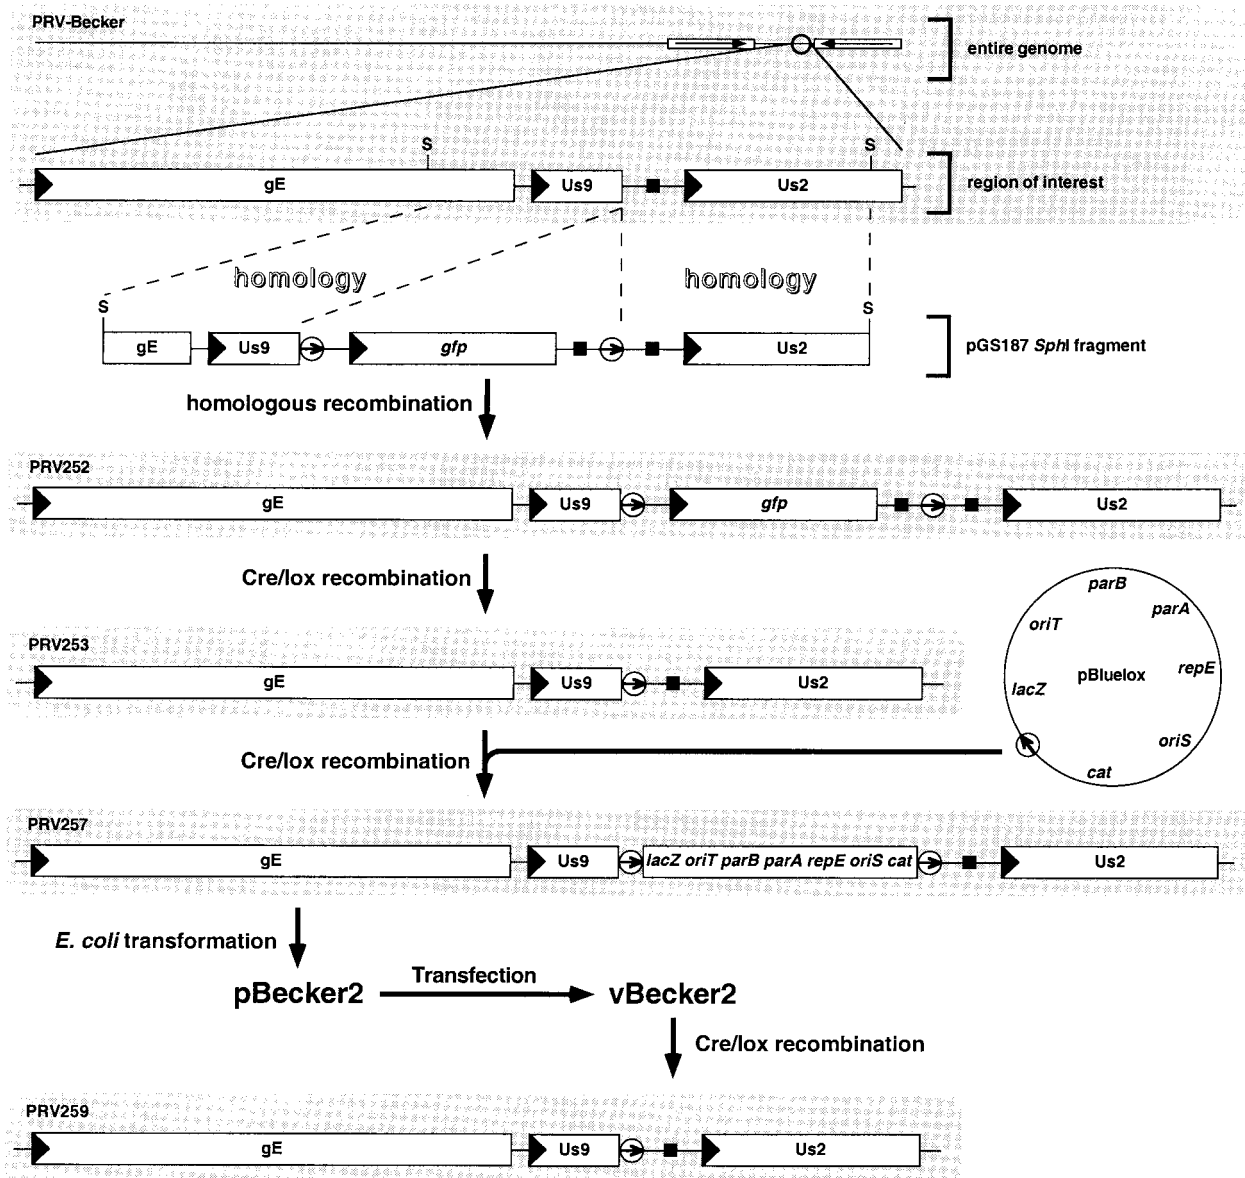 PRV-Becker
entire genome
S
S
gE
Us9
Us2
region of interest
homology
homology
S
S
gE
Us9
gfp
Us2
pGS187 SphI fragment
homologous recombination
PRV252
gE
Us9
gfp
Us2
Cre/lox recombination
parB
parA
oriT
repE
pBluelox
lacZ
oriS
cat
PRV253
gE
Us9
Us2
Cre/lox recombination
PRV257
gE
Us9
lacZ oriT parB parA repE oriS cat
Us2
E. coli transformation
Transfection
pBecker2
vBecker2
Cre/lox recombination
PRV259
gE
Us9
Us2